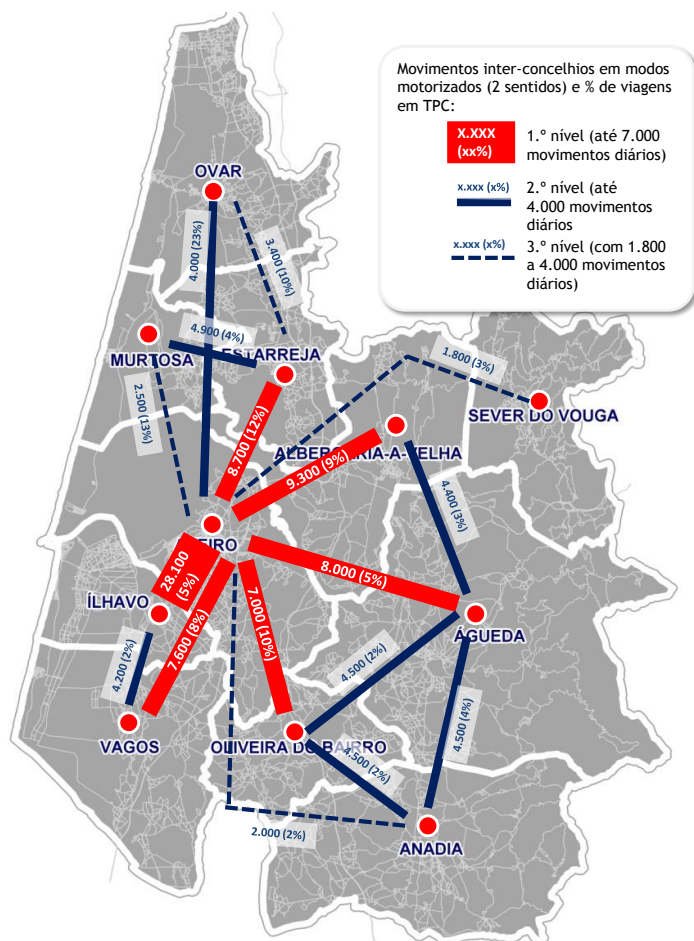 Movimentos inter-concelhios em modos
motorizados (2 sentidos) e % de viagens
em TPC:
X.XXX
(xx%)
1.º nível (até 7.000
movimentos diários)
x.xxx (x%)
2.º nível (até
4.000 movimentos
diários
x.xxx (x%)
3.º nível (com 1.800
a 4.000 movimentos
diários)
OVAR
4.000 (23%)
3.400 (10%)
4.900 (4%)
MURTOSA
ESTARREJA
1.800 (3%)
2.500 (13%)
SEVER DO VOUGA
8.700 (12%)
ALBERGARIA-A-VELHA
9.300 (9%)
4.400 (3%)
EIRO
28.100
(5%)
8.000 (5%)
7.000 (10%)
ÍLHAVO
7.600 (8%)
ÁGUEDA
4.200 (2%)
4.500 (2%)
4.500 (4%)
VAGOS
OLIVEIRA DO BAIRRO
4.500 (2%)
2.000 (2%)
ANADIA